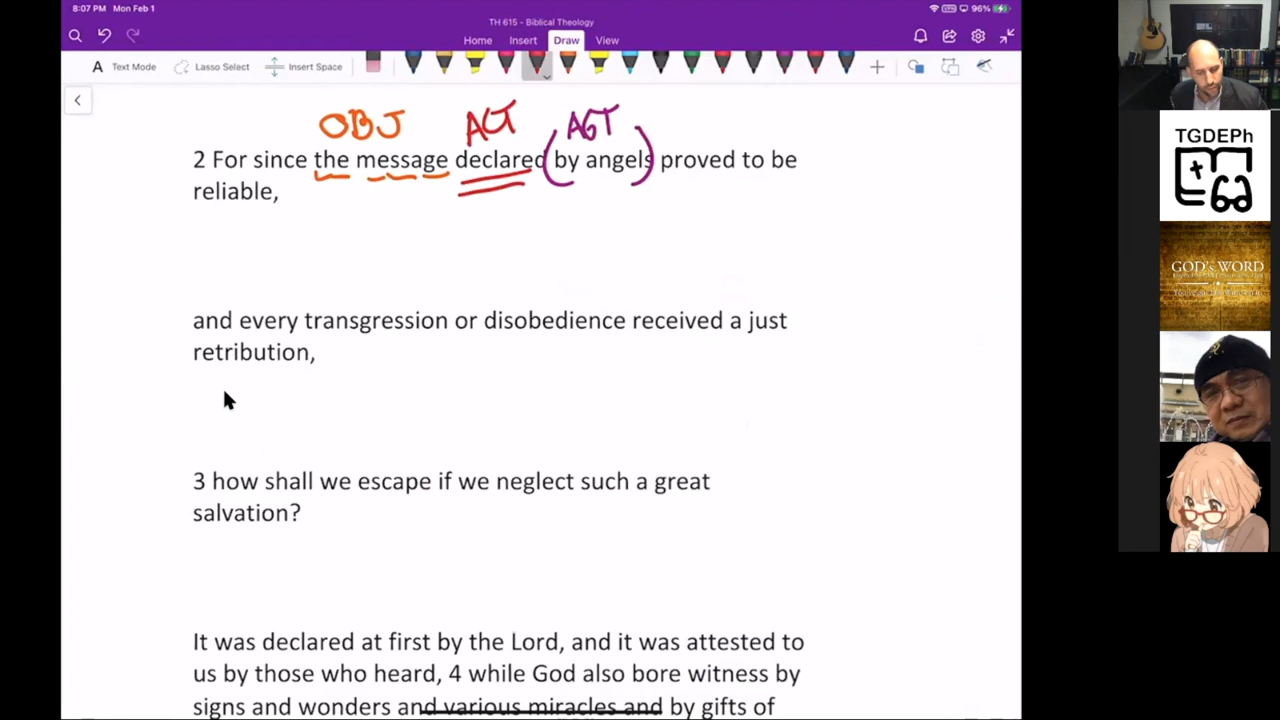 8:07 PM Mon Feb 1
96%
TH 615 - Biblical Theology
Home Insert Draw View
A Text Mode Lasso Select Insert Space
OBJ ACT AGT
2 For since the message declared (by angels) proved to be
reliable,
and every transgression or disobedience received a just
retribution,
3 how shall we escape if we neglect such a great
salvation?
It was declared at first by the Lord, and it was attested to
us by those who heard, 4 while God also bore witness by
signs and wonders and various miracles and by gifts of
TGDEPh
GOD's WORD